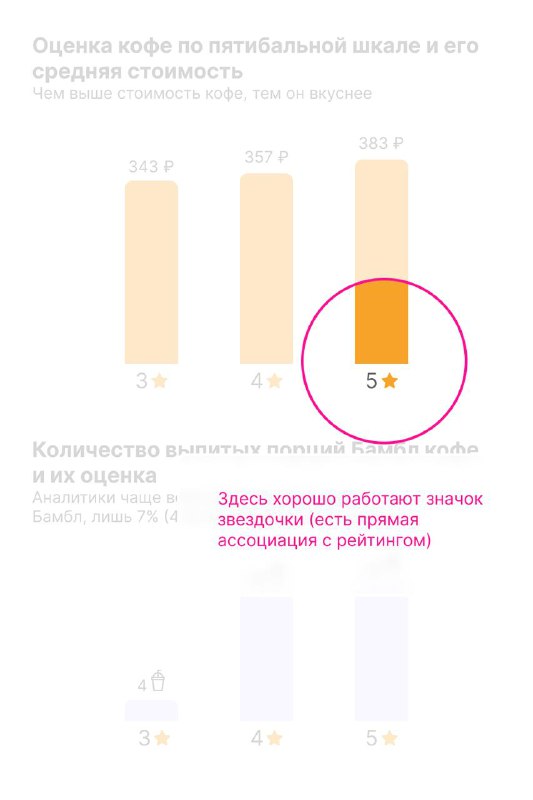 Оценка кофе по пятибальной шкале и его
средняя стоимость
Чем выше стоимость кофе, тем он вкуснее
343 ₽
357 ₽
383 ₽
3
4
5
Количество выпитых порций Бамбл кофе
и их оценка
Аналитики чаще
Бамбл, лишь 7% (4
Здесь хорошо работают значок
звездочки (есть прямая
ассоциация с рейтингом)
4
3
4
5